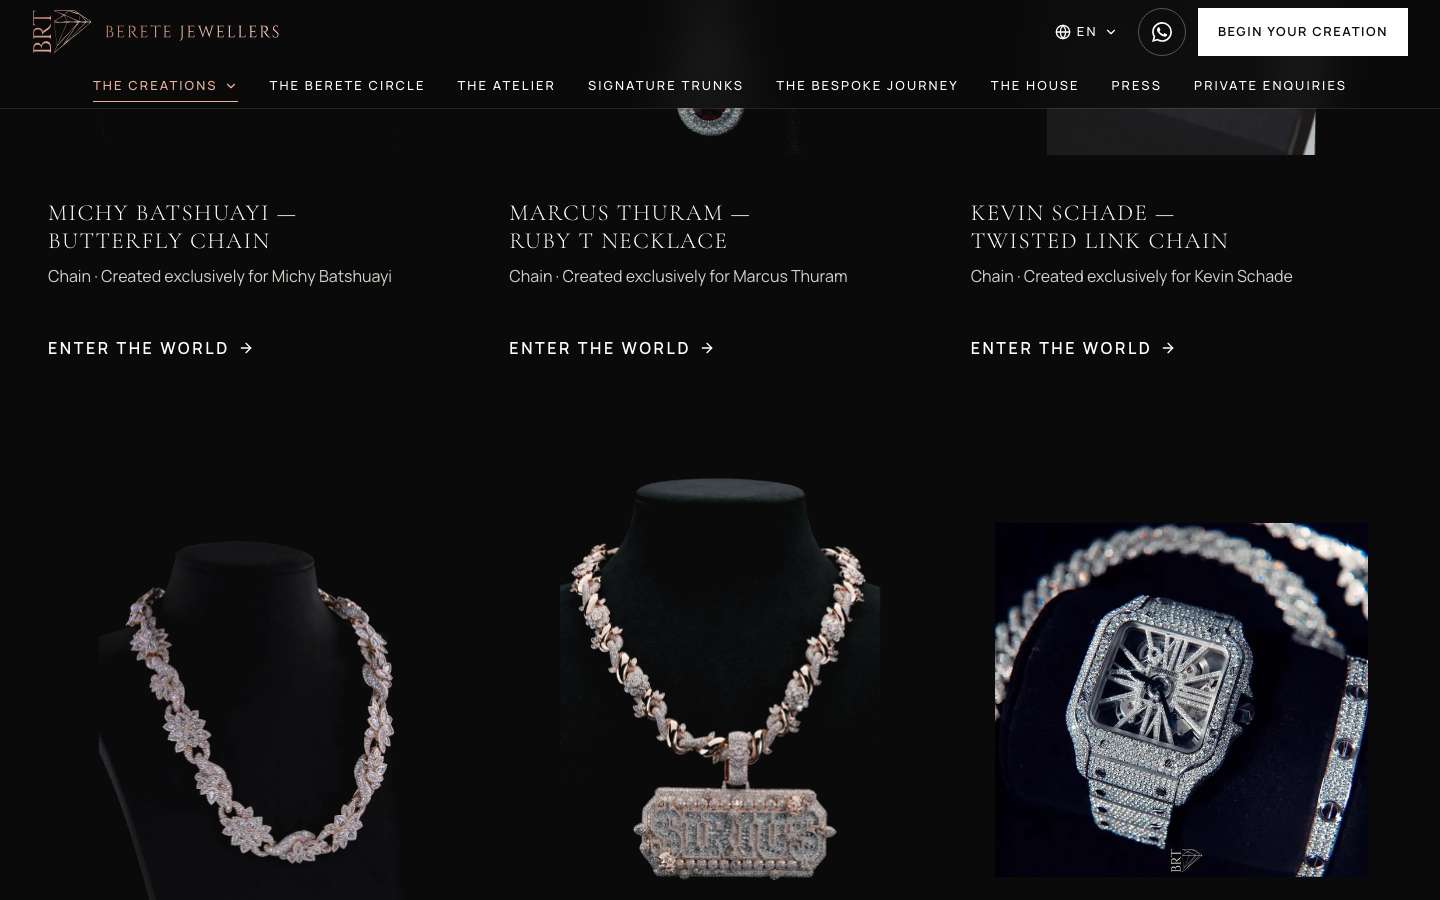 BRT
BERETE JEWELLERS
EN
BEGIN YOUR CREATION
THE CREATIONS
THE BERETE CIRCLE
THE ATELIER
SIGNATURE TRUNKS
THE BESPOKE JOURNEY
THE HOUSE
PRESS
PRIVATE ENQUIRIES
MICHY BATSHUAYI —
BUTTERFLY CHAIN
Chain · Created exclusively for Michy Batshuayi
ENTER THE WORLD →
MARCUS THURAM —
RUBY T NECKLACE
Chain · Created exclusively for Marcus Thuram
ENTER THE WORLD →
KEVIN SCHADE —
TWISTED LINK CHAIN
Chain · Created exclusively for Kevin Schade
ENTER THE WORLD →
BRT